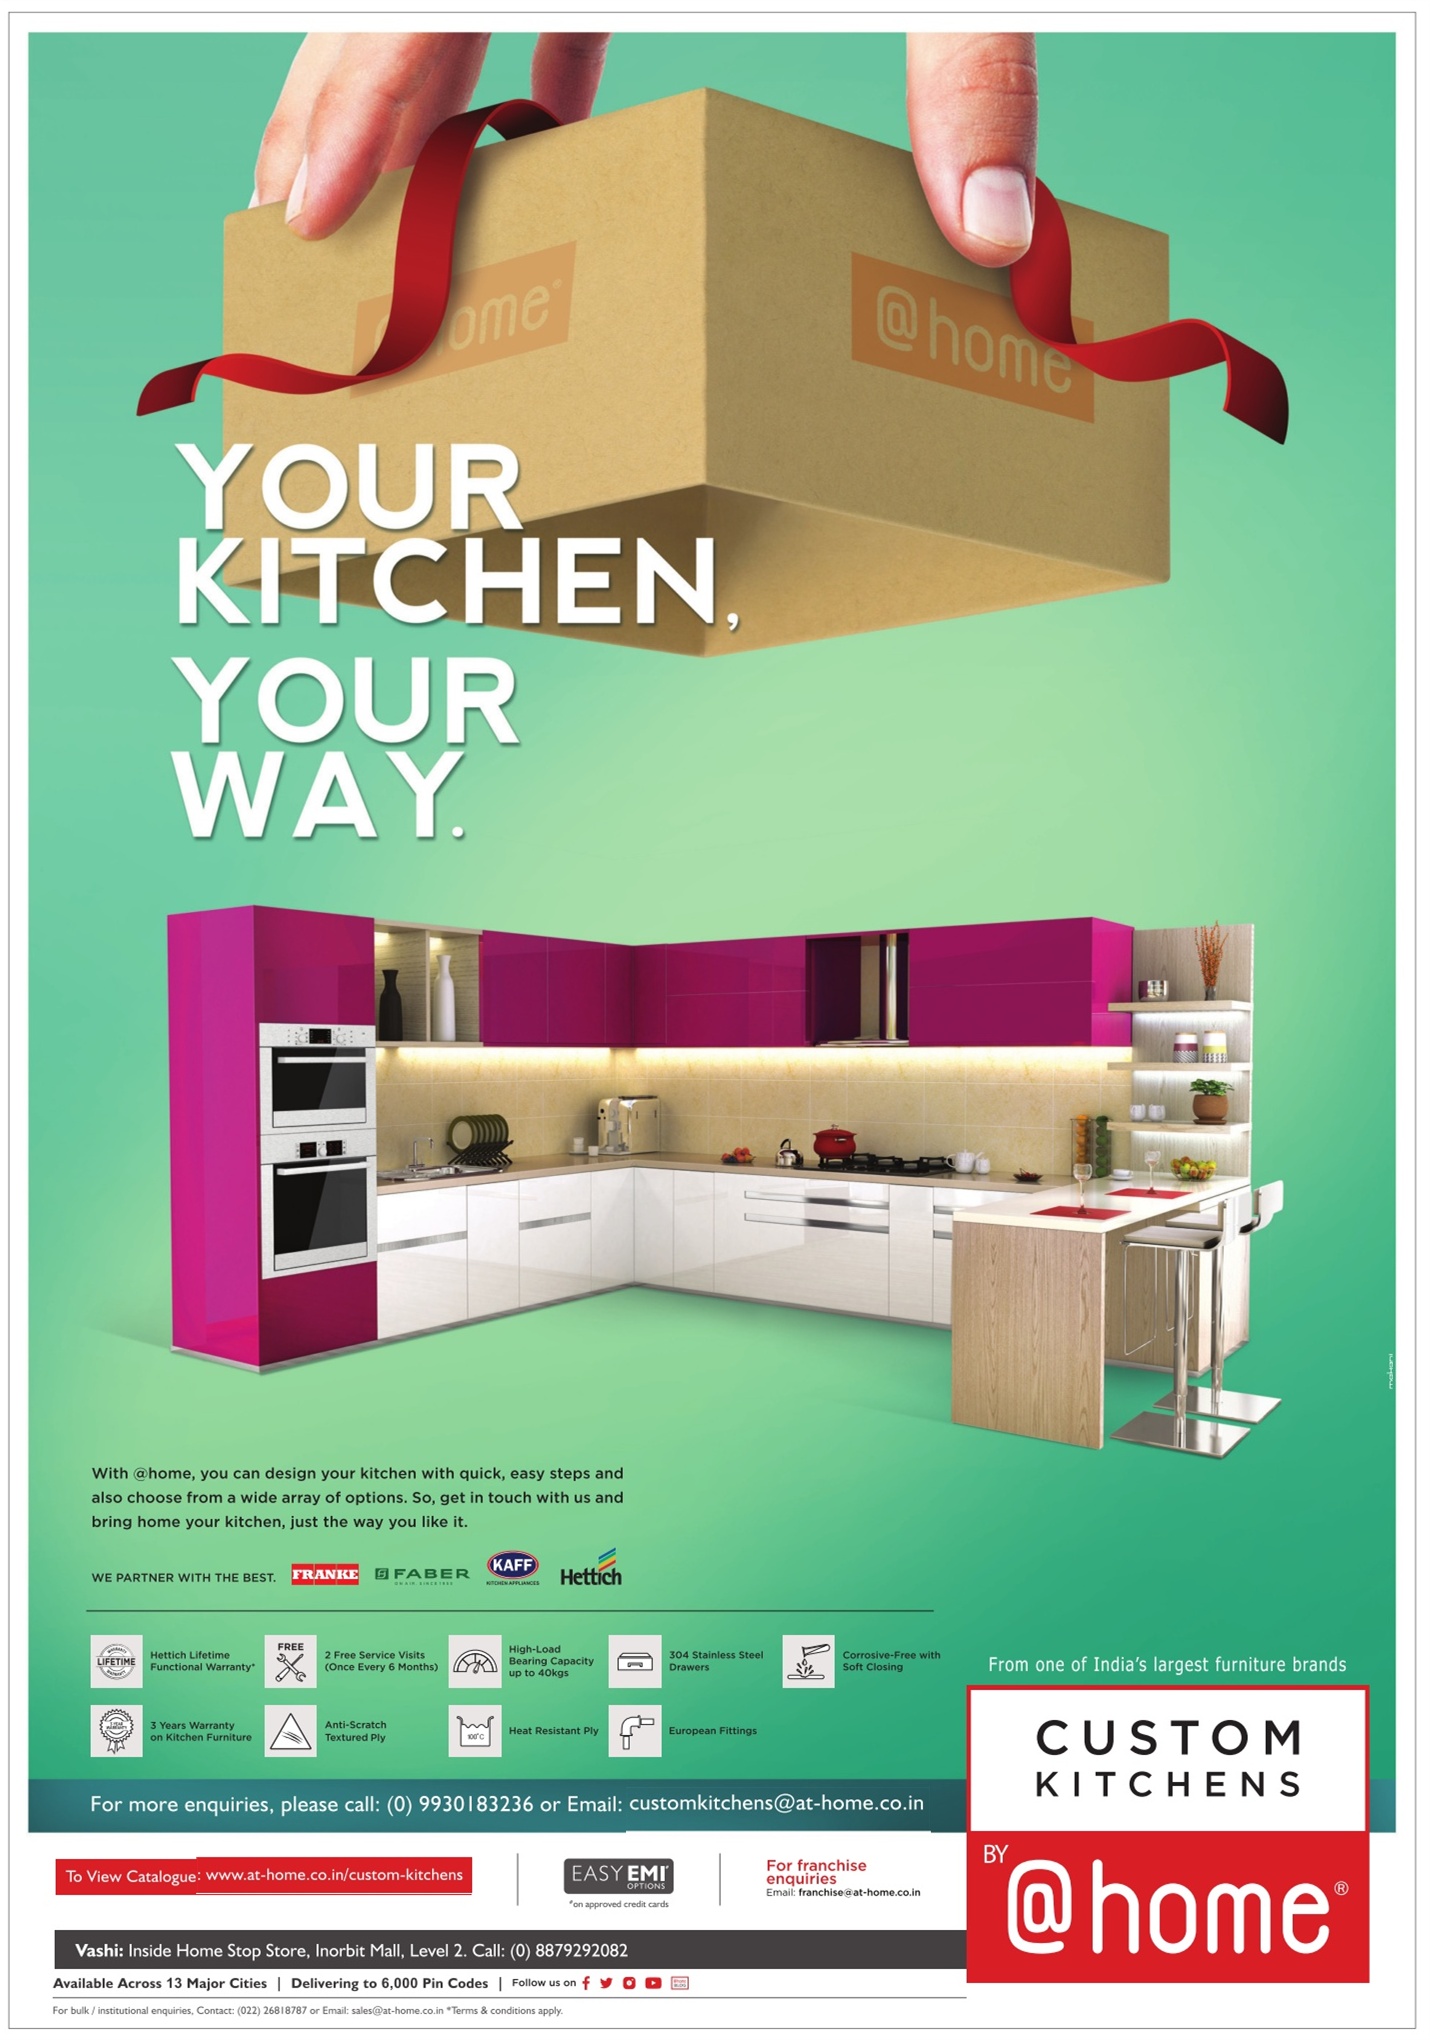 @home®
@home
YOUR
KITCHEN,
YOUR
WAY.
With @home, you can design your kitchen with quick, easy steps and
also choose from a wide array of options. So, get in touch with us and
bring home your kitchen, just the way you like it.
WE PARTNER WITH THE BEST. FRANKE FABER KAFF Hettich
KITCHEN APPLIANCES
LIFETIME
Hettich Lifetime
Functional Warranty*
FREE
2 Free Service Visits
(Once Every 6 Months)
High-Load
Bearing Capacity
up to 40kgs
304 Stainless Steel
Drawers
Corrosive-Free with
Soft Closing
3 Years Warranty
on Kitchen Furniture
Anti-Scratch
Textured Ply
100°C
Heat Resistant Ply
European Fittings
From one of India's largest furniture brands
CUSTOM
KITCHENS
BY
@home®
For more enquiries, please call: (0) 9930183236 or Email: customkitchens@at-home.co.in
To View Catalogue: www.at-home.co.in/custom-kitchens
EASY EMI*
OPTIONS
*on approved credit cards
For franchise
enquiries
Email: franchise@at-home.co.in
Vashi: Inside Home Stop Store, Inorbit Mall, Level 2. Call: (0) 8879292082
Available Across 13 Major Cities | Delivering to 6,000 Pin Codes | Follow us on
For bulk / institutional enquiries, Contact: (022) 26818787 or Email: sales@at-home.co.in *Terms & conditions apply.